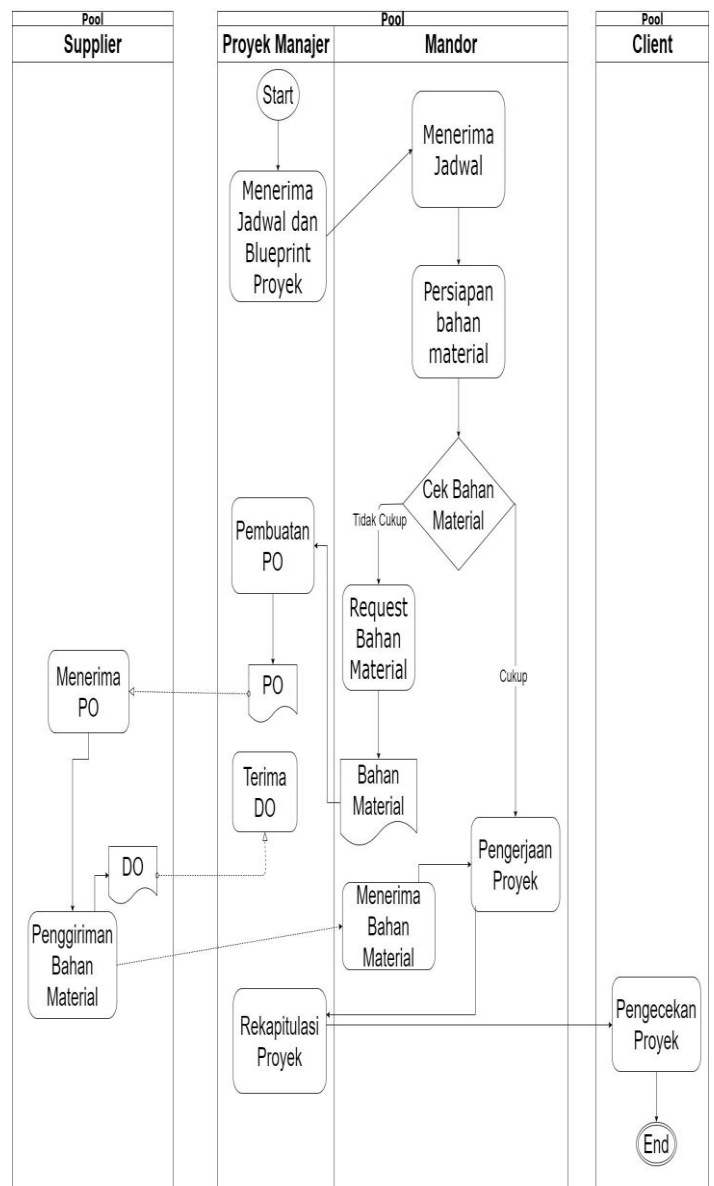 Pool
Pool
Pool
Supplier
Proyek Manajer
Mandor
Client
Start
Menerima
Jadwal
Menerima
Jadwal dan
Blueprint
Proyek
Persiapan
bahan
material
Cek Bahan
Material
Tidak Cukup
Pembuatan
PO
Request
Bahan
Material
Cukup
Menerima
PO
PO
Terima
DO
Bahan
Material
Pengerjaan
Proyek
DO
Menerima
Bahan
Material
Penggiriman
Bahan
Material
Rekapitulasi
Proyek
Pengecekan
Proyek
End